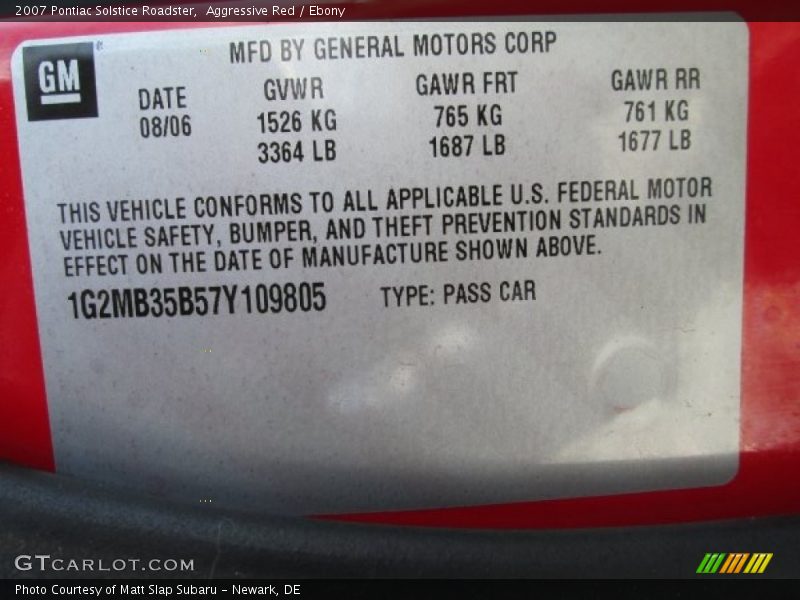 2007 Pontiac Solstice Roadster,  Aggressive Red / Ebony
GM®
MFD BY GENERAL MOTORS CORP
DATE GVWR GAWR FRT GAWR RR
08/06 1526 KG 765 KG 761 KG
3364 LB 1687 LB 1677 LB
THIS VEHICLE CONFORMS TO ALL APPLICABLE U.S. FEDERAL MOTOR
VEHICLE SAFETY, BUMPER, AND THEFT PREVENTION STANDARDS IN
EFFECT ON THE DATE OF MANUFACTURE SHOWN ABOVE.
1G2MB35B57Y109805 TYPE: PASS CAR
GTCARLOT.COM
Photo Courtesy of Matt Slap Subaru - Newark, DE